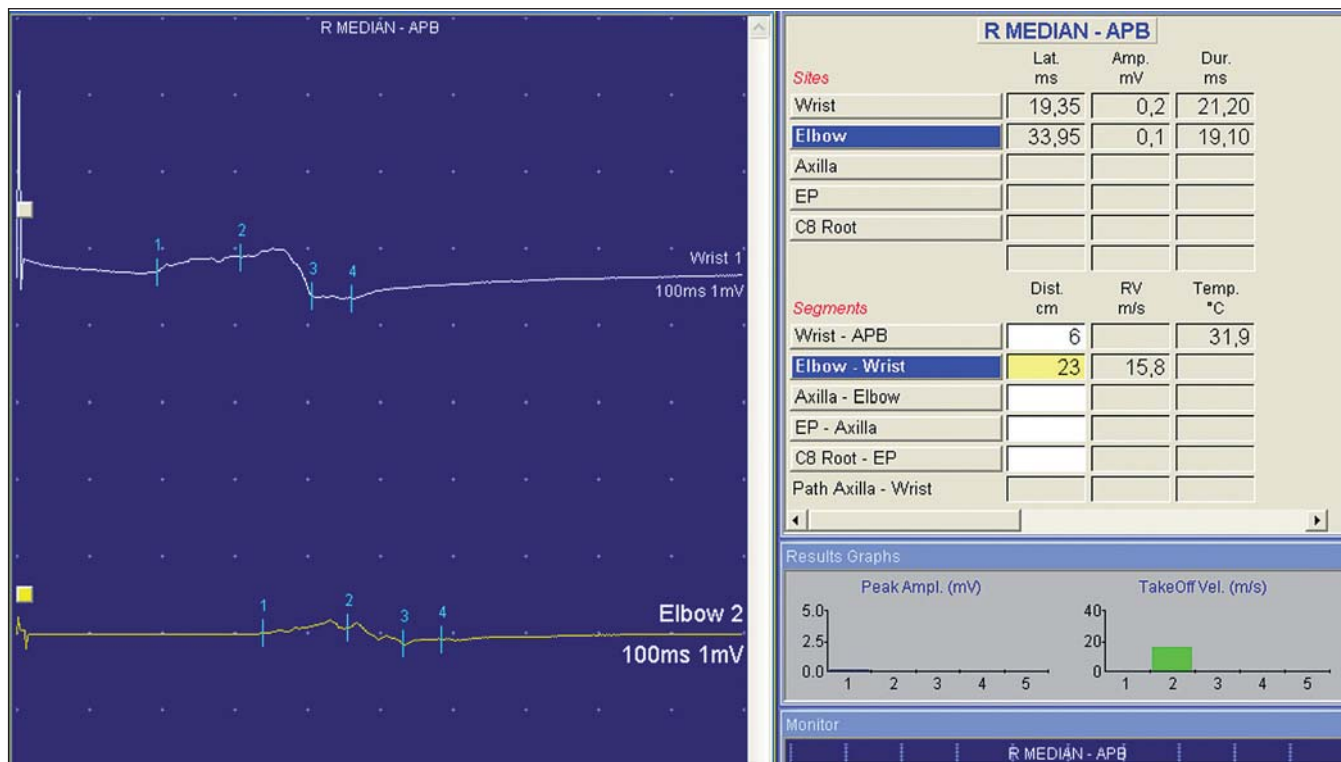 R MEDIAN - APB
1 2 3 4
Wrist 1
100ms 1mV
1 2 3 4
Elbow 2
100ms 1mV
R MEDIAN - APB
Sites Lat. ms Amp. mV Dur. ms
Wrist 19,35 0,2 21,20
Elbow 33,95 0,1 19,10
Axilla
EP
C8 Root
Segments Dist. cm RV m/s Temp. °C
Wrist - APB 6 31,9
Elbow - Wrist 23 15,8
Axilla - Elbow
EP - Axilla
C8 Root - EP
Path Axilla - Wrist
Results Graphs
Peak Ampl. (mV)
5.0
2.5
0.0
1 2 3 4 5
TakeOff Vel. (m/s)
40
20
0
1 2 3 4 5
Monitor
R MEDIAN - APB